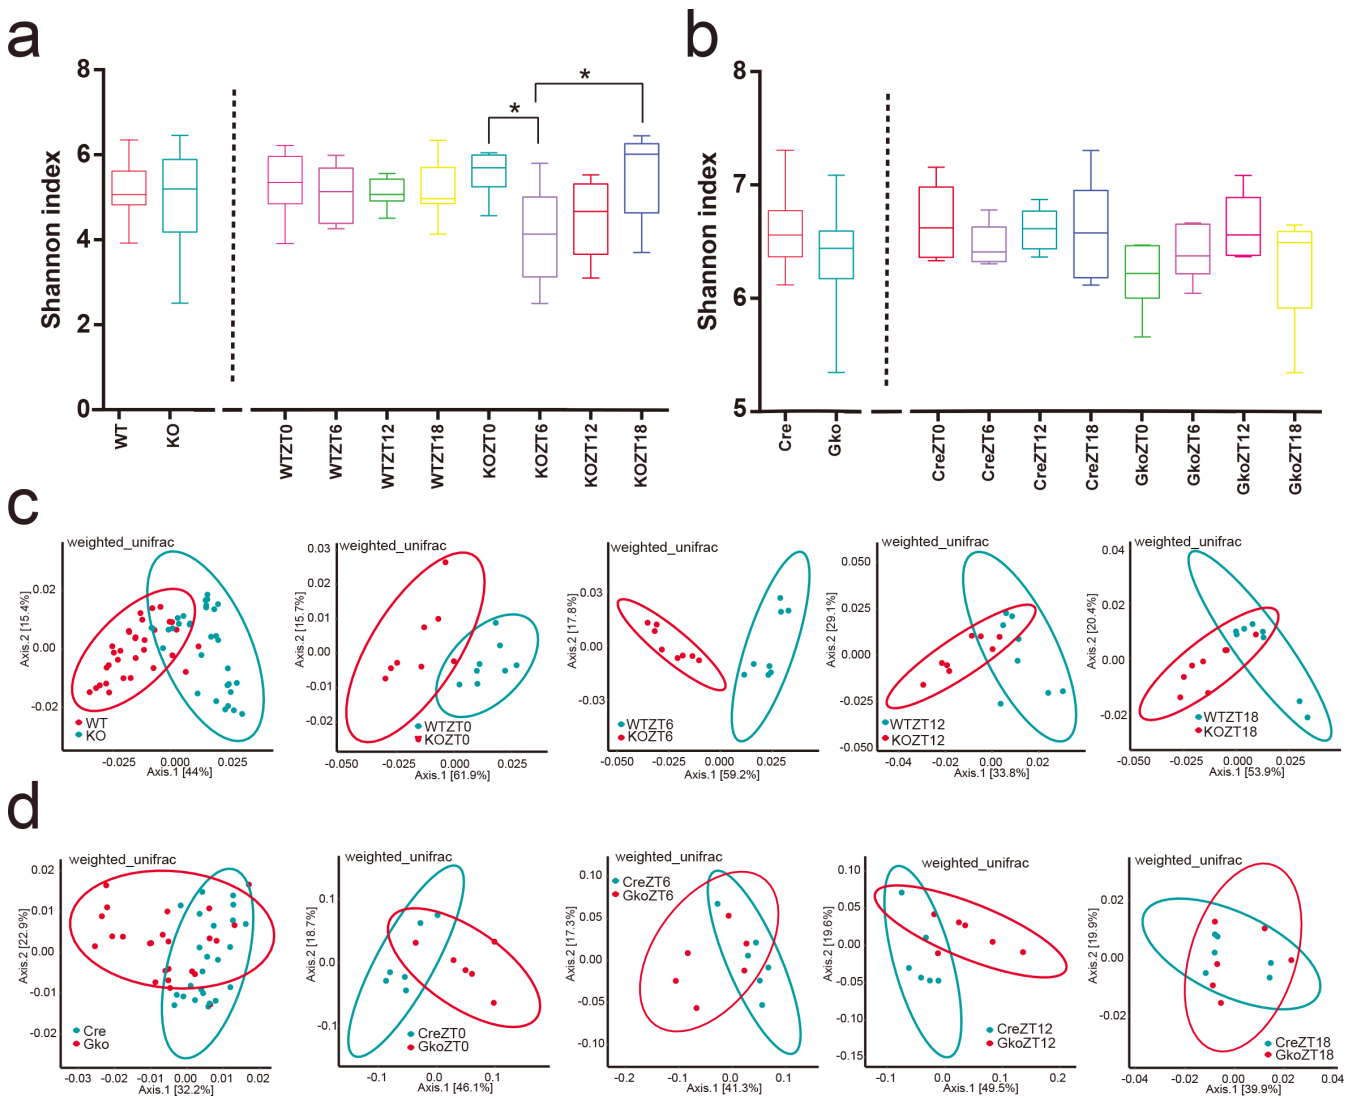 a
b
Shannon index
8
6
4
2
0
*
*
WT
KO
WTZT0
WTZT6
WTZT12
WTZT18
KOZT0
KOZT6
KOZT12
KOZT18
Shannon index
8
7
6
5
Cre
Gko
CreZT0
CreZT6
CreZT12
CreZT18
GkoZT0
GkoZT6
GkoZT12
GkoZT18
c
weighted_unifrac
Axis.2 [15.4%]
0.02
0.00
-0.02
WT
KO
-0.025
0.000
0.025
Axis.1 [44%]
weighted_unifrac
Axis.2 [15.7%]
0.03
0.02
0.01
0.00
-0.01
-0.02
WTZT0
KOZT0
-0.050
-0.025
0.000
0.025
Axis.1 [61.9%]
weighted_unifrac
Axis.2 [17.8%]
0.03
0.00
-0.03
WTZT6
KOZT6
-0.050
-0.025
0.000
0.025
Axis.1 [59.2%]
weighted_unifrac
Axis.2 [29.1%]
0.050
0.025
0.000
-0.025
-0.050
WTZT12
KOZT12
-0.04
-0.02
0.00
0.02
Axis.1 [33.8%]
weighted_unifrac
Axis.2 [20.4%]
0.04
0.02
0.00
-0.02
WTZT18
KOZT18
-0.050
-0.025
0.000
0.025
Axis.1 [53.9%]
d
weighted_unifrac
Axis.2 [22.9%]
0.02
0.01
0.00
-0.01
-0.02
Cre
Gko
-0.03
-0.02
-0.01
0.00
0.01
0.02
Axis.1 [32.2%]
weighted_unifrac
Axis.2 [18.7%]
0.1
0.0
-0.1
CreZT0
GkoZT0
-0.1
0.0
0.1
Axis.1 [46.1%]
weighted_unifrac
Axis.2 [17.3%]
0.10
0.05
0.00
-0.05
-0.10
CreZT6
GkoZT6
-0.2
-0.1
0.0
0.1
Axis.1 [41.3%]
weighted_unifrac
Axis.2 [19.6%]
0.10
0.05
0.00
-0.05
-0.10
-0.15
CreZT12
GkoZT12
-0.1
0.0
0.1
0.2
Axis.1 [49.5%]
weighted_unifrac
Axis.2 [19.9%]
0.02
0.00
-0.02
CreZT18
GkoZT18
-0.04
-0.02
0.00
0.02
0.04
Axis.1 [39.9%]